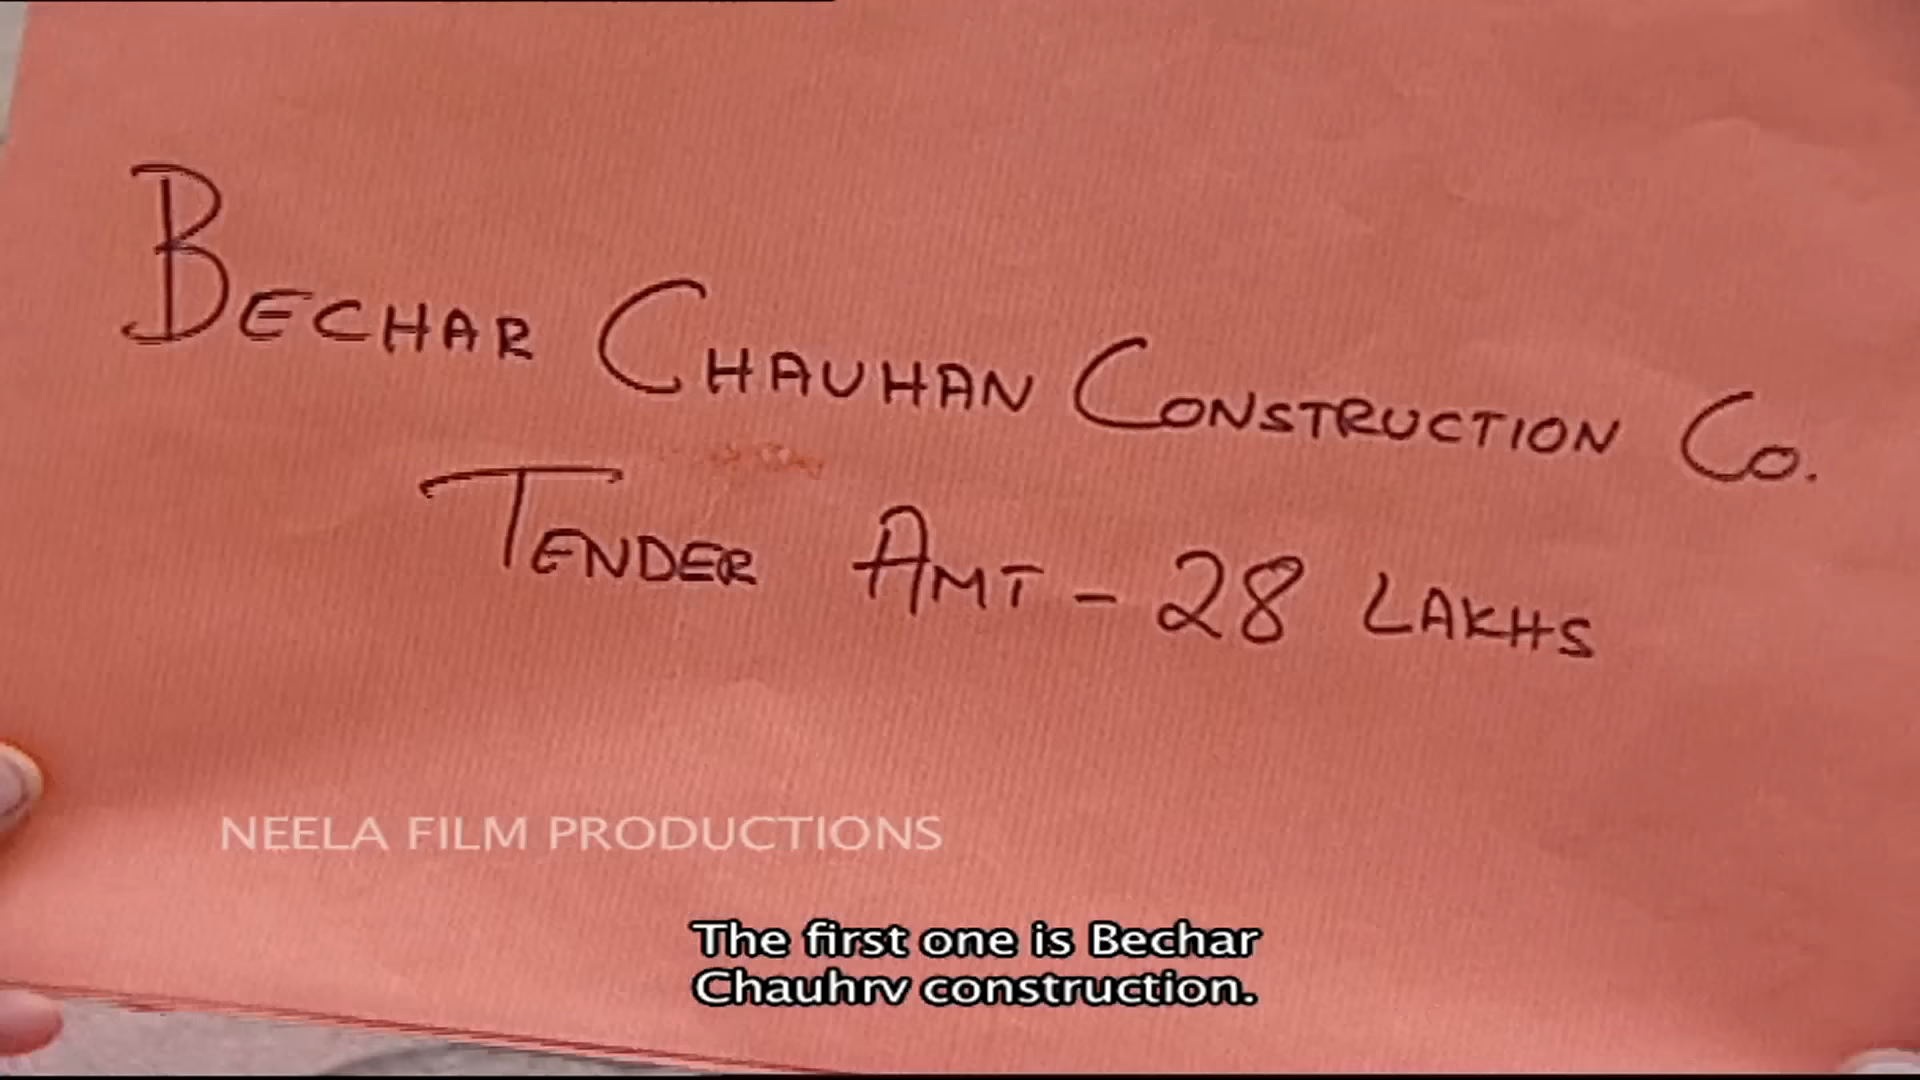 BECHAR CHAUHAN CONSTRUCTION CO.
TENDER AMT - 28 LAKHS
NEELA FILM PRODUCTIONS
The first one is Bechar
Chauhrv construction.